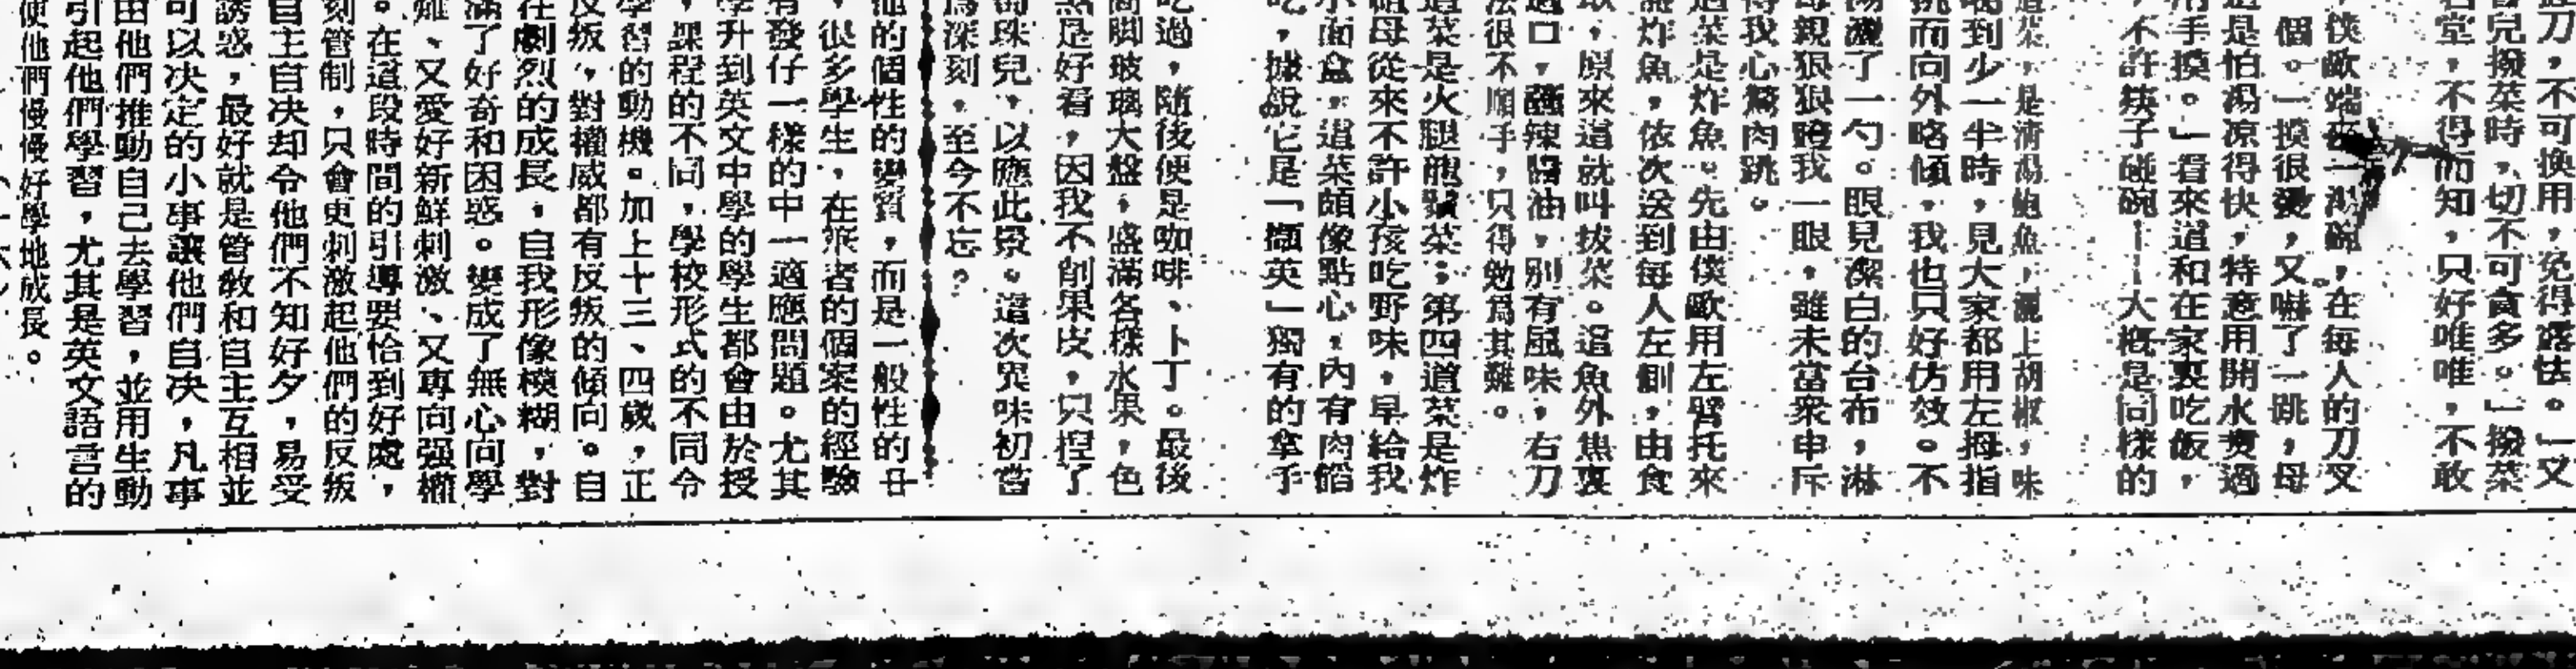 刀，不可換用，免得露怯。」又
兒撥菜時，切不可貪多。」撥菜
堂，不得而知，只好唯唯，不敢
僕歐端來一湯碗，在每人的刀叉
個。一摸很燙，又嚇了一跳，母
是怕湯凉得快，特意用開水燙過
手摸。」看來道和在家裏吃飯，
不許筷子碰碗——大概是同樣的
道菜，是清湯鮑魚，灑上胡椒，味
喝到少一半時，見大家都用左拇指
而向外略傾，我也只好仿效。不
湯灑了一勺。眼見潔白的台布，淋
母親狠狠瞪我一眼，雖未當衆申斥
得我心驚肉跳。
道菜是炸魚。先由僕歐用左臂托來
炸魚，依次送到每人左側，由食
取，原來這就叫拔菜。這魚外焦裏
過口，蘸辣醬油，別有風味，右刀
法很不順手，只得勉爲其難。
道菜是火腿龍鬚菜；第四道菜是炸
祖母從來不許小孩吃野味，早給我
小面盒，這菜頗像點心，內有肉餡
吃，據說它是「擷英」獨有的拿手
吃過，隨後便是咖啡、卜丁。最後
高脚玻璃大盤，盛滿各樣水果，色
是好看，因我不削果皮，只捏了
珠兒，以應此景。這次異味初嘗
爲深刻，至今不忘。
他的個性的變質，而是一般性的毋
，很多學生，在筆者的個案的經驗
有發仔一樣的中一適應問題。尤其
學升到英文中學的學生都會由於授
，課程的不同，學校形式的不同令
學習的動機。加上十三、四歲，正
反叛，對權威都有反叛的傾向。自
在劇烈的成長，自我形像模糊，對
滿了好奇和困惑。變成了無心向學
難、又愛好新鮮刺激、又專向强權
。在這段時間的引導要恰到好處，
刻管制，只會更刺激起他們的反叛
自主自决却令他們不知好歹，易受
誘惑，最好就是管敎和自主互相並
可以決定的小事讓他們自決，凡事
由他們推動自己去學習，並用生動
引起他們學習，尤其是英文語言的
使他們慢慢好學地成長。